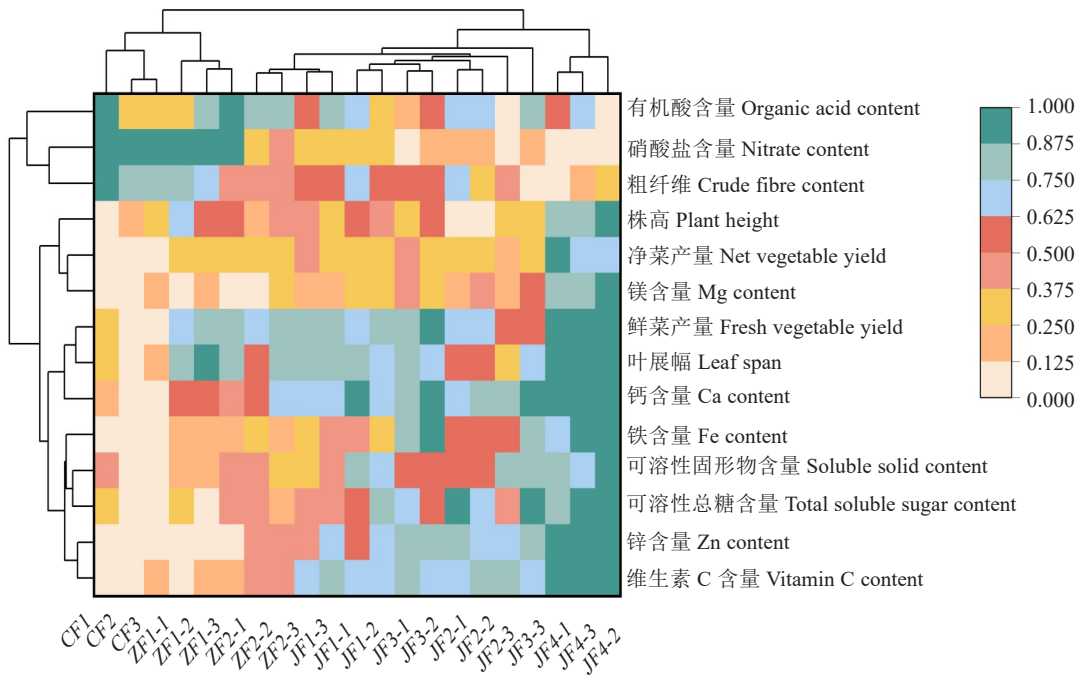 有机酸含量 Organic acid content
硝酸盐含量 Nitrate content
粗纤维 Crude fibre content
株高 Plant height
净菜产量 Net vegetable yield
镁含量 Mg content
鲜菜产量 Fresh vegetable yield
叶展幅 Leaf span
钙含量 Ca content
铁含量 Fe content
可溶性固形物含量 Soluble solid content
可溶性总糖含量 Total soluble sugar content
锌含量 Zn content
维生素 C 含量 Vitamin C content
1.000
0.875
0.750
0.625
0.500
0.375
0.250
0.125
0.000
CF1
CF2
CF3
ZF1-1
ZF1-2
ZF1-3
ZF2-1
ZF2-2
ZF2-3
JF1-3
JF1-1
JF1-2
JF3-1
JF3-2
JF2-1
JF2-2
JF2-3
JF3-3
JF4-1
JF4-3
JF4-2